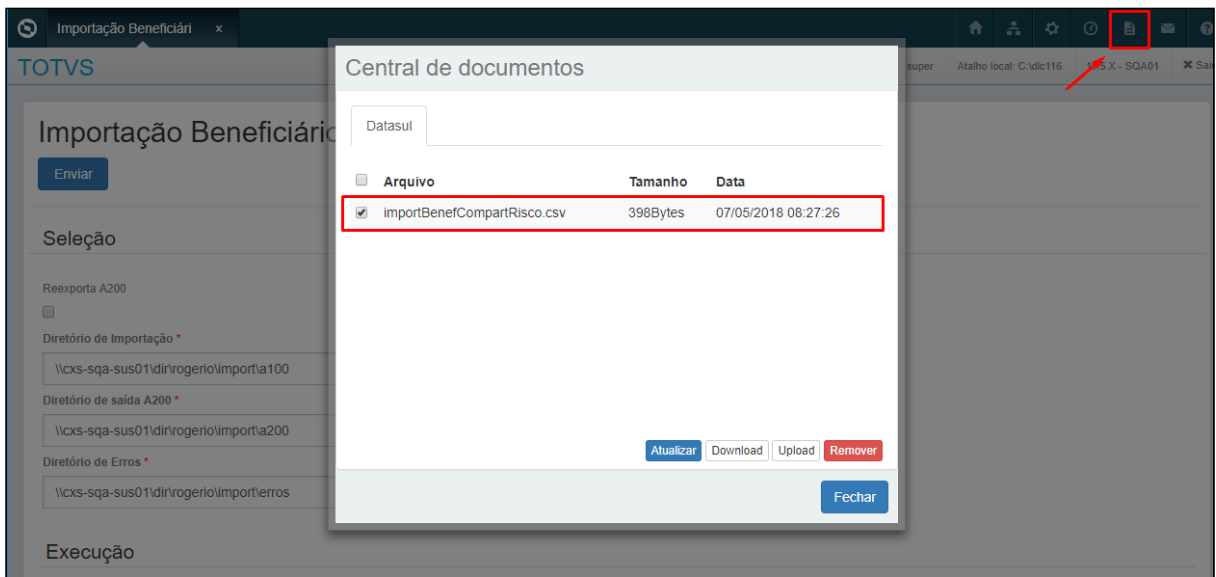 Importação Beneficiári x
TOTVS
super Atalho local: C:\dlc116 - SQA01
Central de documentos
Datasul
Arquivo Tamanho Data
importBenefCompartRisco.csv 398Bytes 07/05/2018 08:27:26
Importação Beneficiário
Enviar
Seleção
Reexporta A200
Diretório de Importação *
\\cxs-sqa-sus01\dir\rogerio\import\a100
Diretório de saída A200 *
\\cxs-sqa-sus01\dir\rogerio\import\a200
Diretório de Erros *
\\cxs-sqa-sus01\dir\rogerio\import\erros
Atualizar Download Upload Remover
Fechar
Execução